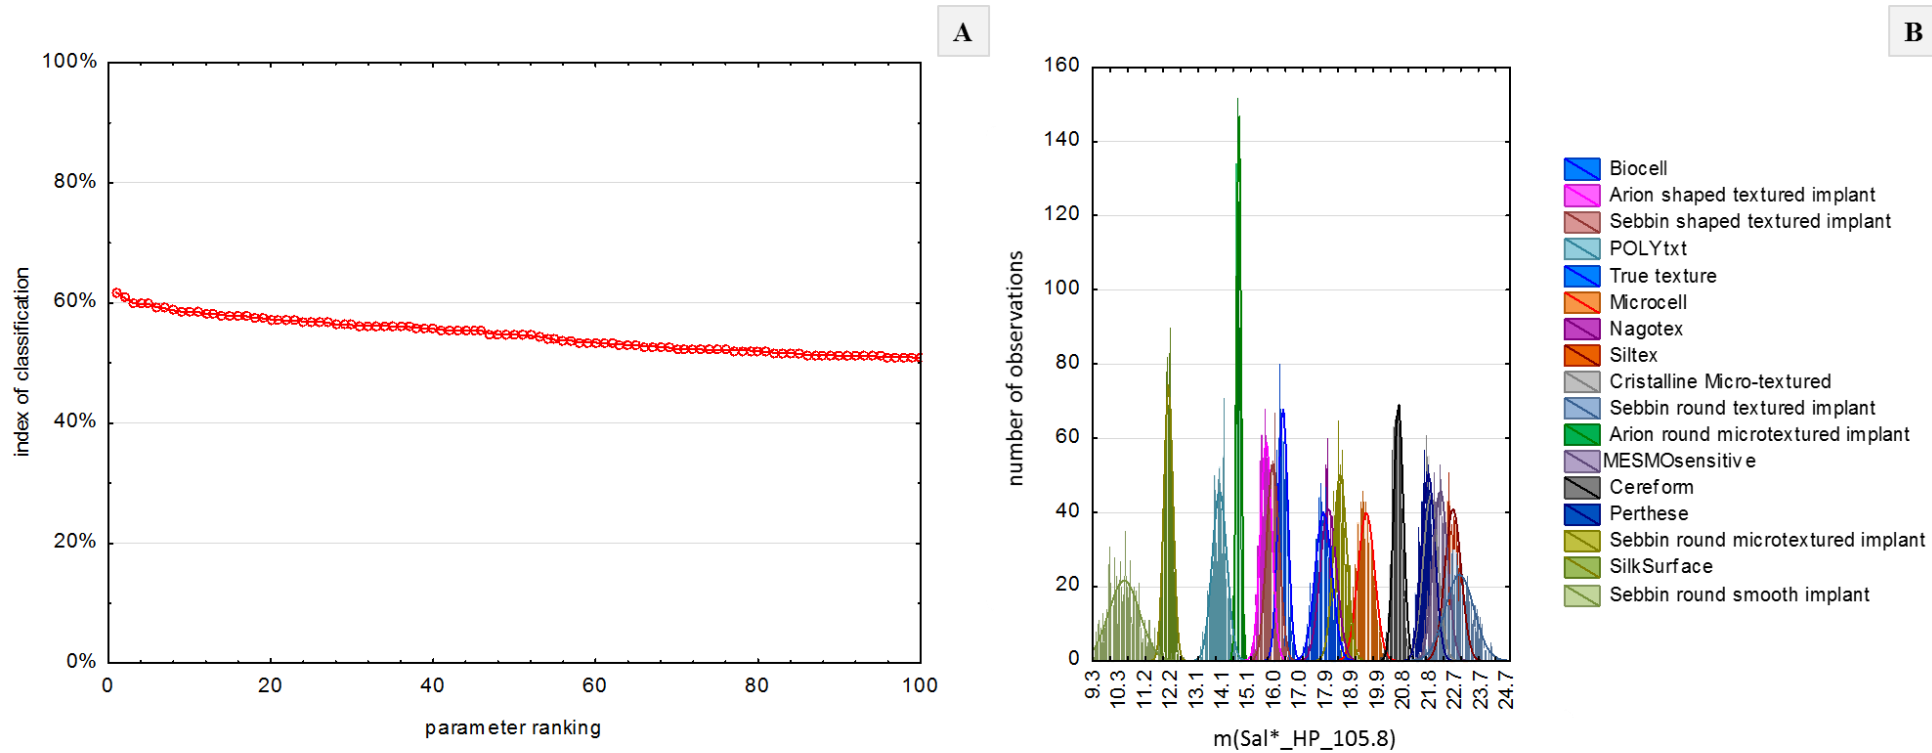 A
100%
80%
60%
40%
20%
0%
index of classification
0 20 40 60 80 100
parameter ranking
B
160
140
120
100
80
60
40
20
0
number of observations
9.3 10.3 11.2 12.2 13.1 14.1 15.1 16.0 17.0 17.9 18.9 19.9 20.8 21.8 22.7 23.7 24.7
m(Sal*_HP_105.8)
Biocell
Arion shaped textured implant
Sebbin shaped textured implant
POLYtxt
True texture
Microcell
Nagotex
Siltex
Cristalline Micro-textured
Sebbin round textured implant
Arion round microtextured implant
MESMOsensitive
Cereform
Perthese
Sebbin round microtextured implant
SilkSurface
Sebbin round smooth implant